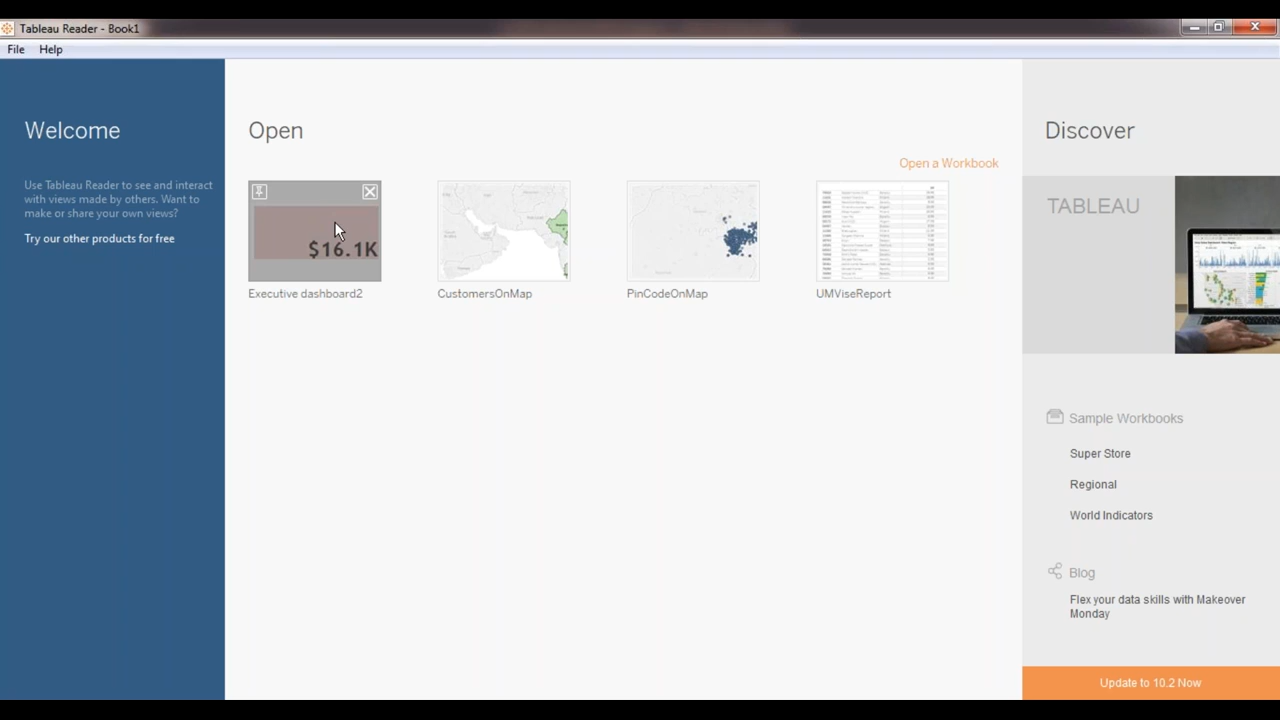 Tableau Reader - Book1
File Help
Welcome
Use Tableau Reader to see and interact
with views made by others. Want to
make or share your own views?
Try our other products for free
Open
Open a Workbook
$16.1K
Executive dashboard2
CustomersOnMap
PinCodeOnMap
UMViseReport
Discover
TABLEAU
Sample Workbooks
Super Store
Regional
World Indicators
Blog
Flex your data skills with Makeover
Monday
Update to 10.2 Now